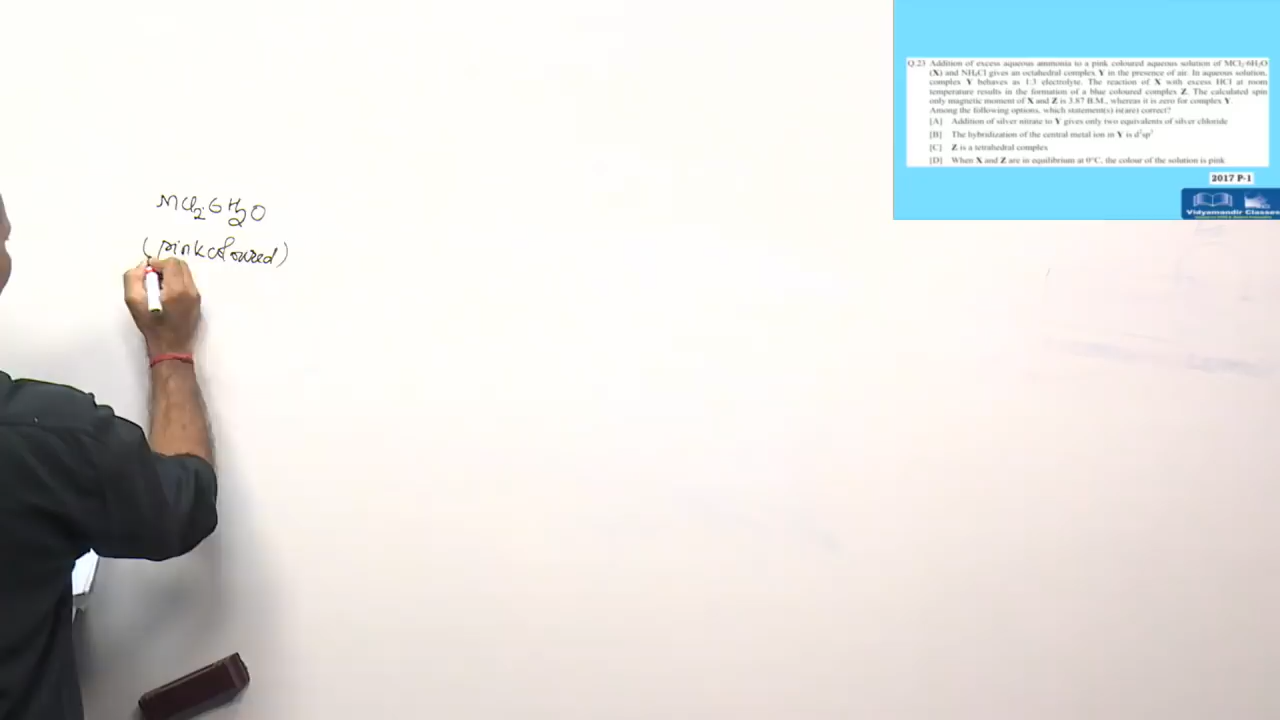 MCl₂.6H₂O
(pink coloured)
Q.23 Addition of excess aqueous ammonia to a pink coloured aqueous solution of MCl₂·6H₂O
(X) and NH₄Cl gives an octahedral complex Y in the presence of air. In aqueous solution,
complex Y behaves as 1:3 electrolyte. The reaction of X with excess HCl at room
temperature results in the formation of a blue coloured complex Z. The calculated spin
only magnetic moment of X and Z is 3.87 B.M., whereas it is zero for complex Y.
Among the following options, which statement(s) is(are) correct?
[A] Addition of silver nitrate to Y gives only two equivalents of silver chloride
[B] The hybridization of the central metal ion in Y is d²sp³
[C] Z is a tetrahedral complex
[D] When X and Z are in equilibrium at 0°C, the colour of the solution is pink
2017 P-1
Vidyamandir Classes